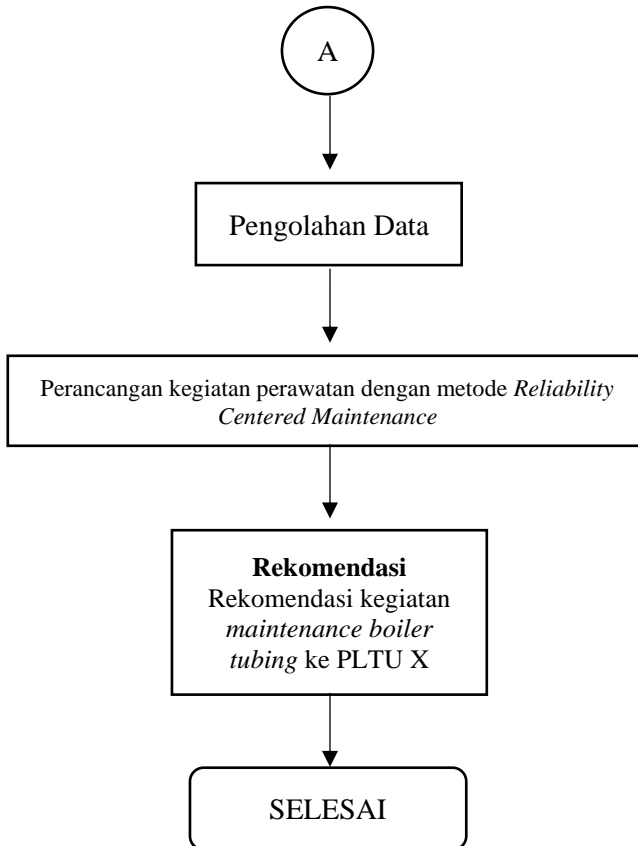 A
Pengolahan Data
Perancangan kegiatan perawatan dengan metode Reliability
Centered Maintenance
Rekomendasi
Rekomendasi kegiatan
maintenance boiler
tubing ke PLTU X
SELESAI